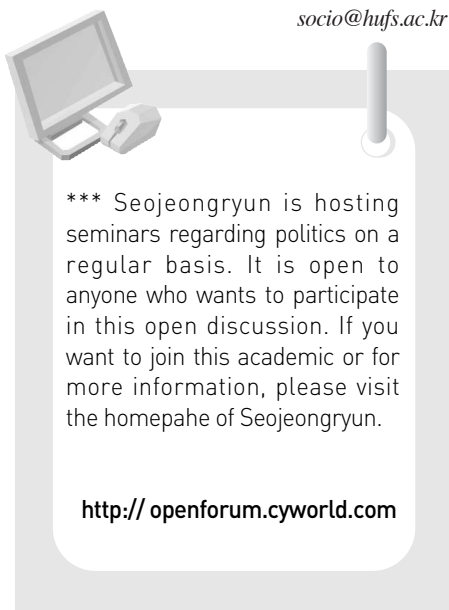 socio@hufs.ac.kr
*** Seojeongryun is hosting
seminars regarding politics on a
regular basis. It is open to
anyone who wants to participate
in this open discussion. If you
want to join this academic or for
more information, please visit
the homepahe of Seojeongryun.
http:// openforum.cyworld.com